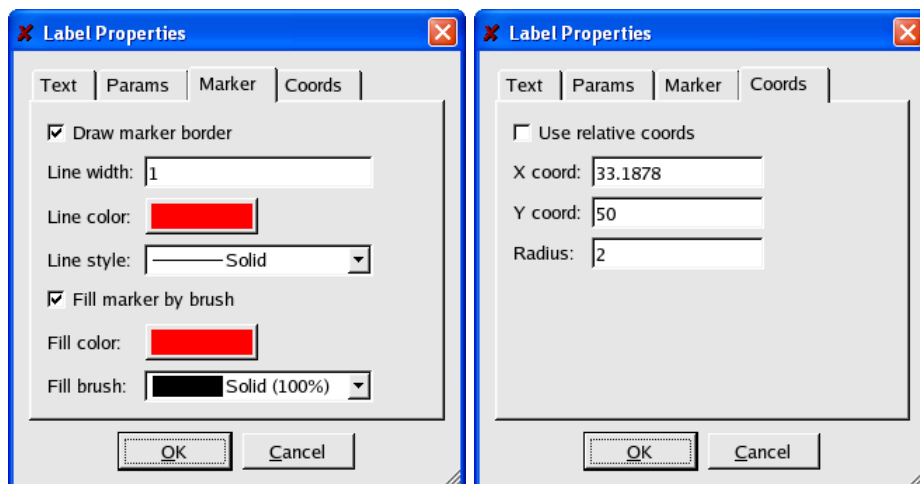 Label Properties
Text Params Marker Coords
Draw marker border
Line width: 1
Line color:
Line style: Solid
Fill marker by brush
Fill color:
Fill brush: Solid (100%)
OK Cancel
Label Properties
Text Params Marker Coords
Use relative coords
X coord: 33.1878
Y coord: 50
Radius: 2
OK Cancel